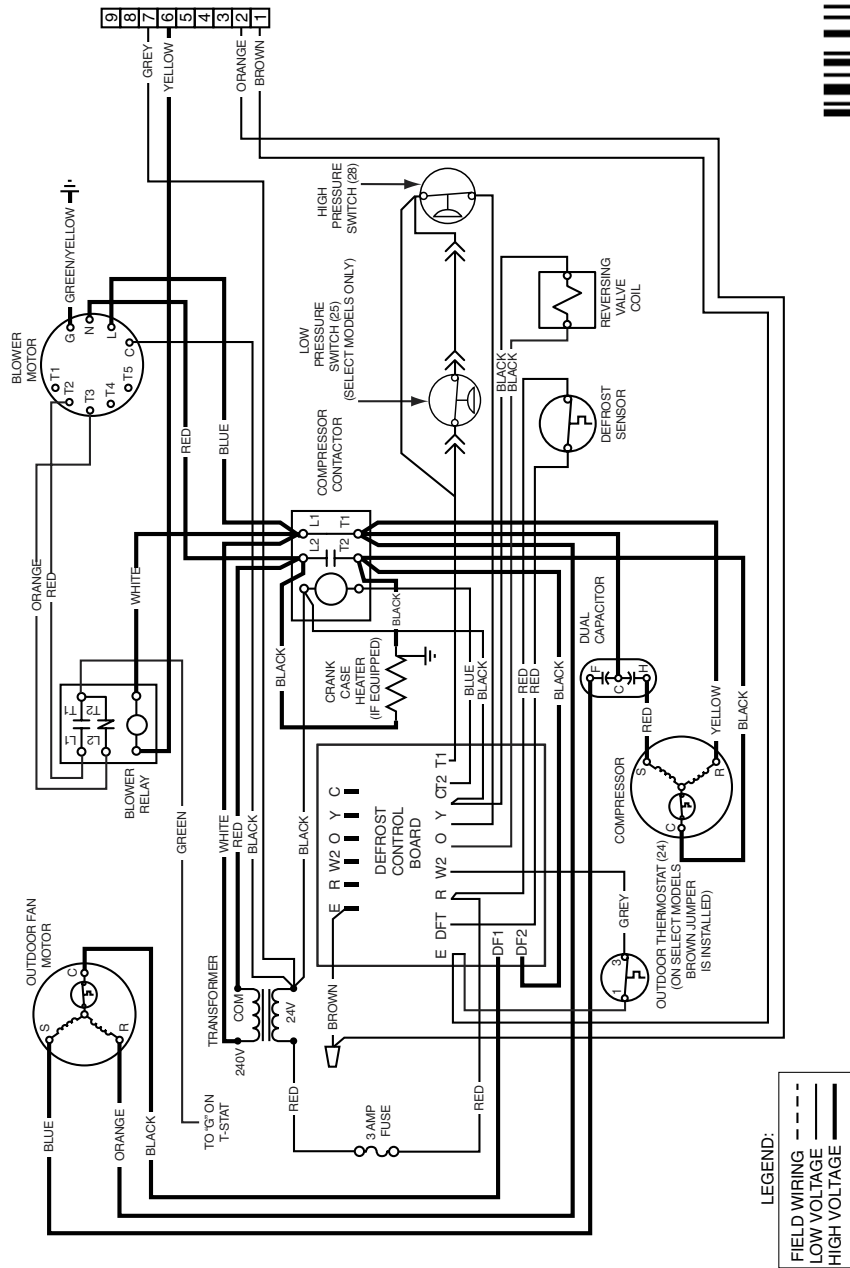 OUTDOOR FAN
MOTOR
S
C
R
BLUE
ORANGE
BLACK
TO "G" ON
T-STAT
GREEN
BLOWER
RELAY
L1
T1
L2
T2
ORANGE
RED
WHITE
BLOWER
MOTOR
T1
T2
T3
T4
T5
G
N
L
C
GREEN/YELLOW
RED
BLUE
9
8
7
6
5
4
3
2
1
GREY
YELLOW
ORANGE
BROWN
TRANSFORMER
240V
COM
24V
WHITE
RED
BLACK
BLACK
RED
3 AMP
FUSE
RED
BROWN
DEFROST
CONTROL
BOARD
E
R
W2
O
Y
C
E
DFT
R
W2
O
Y
C
T2
T1
DF1
DF2
CRANK
CASE
HEATER
(IF EQUIPPED)
BLACK
BLACK
COMPRESSOR
CONTACTOR
L1
L2
T1
T2
LOW
PRESSURE
SWITCH (25)
(SELECT MODELS ONLY)
HIGH
PRESSURE
SWITCH (28)
BLUE
BLACK
RED
RED
BLACK
BLACK
BLACK
REVERSING
VALVE
COIL
DEFROST
SENSOR
DUAL
CAPACITOR
F
C
H
COMPRESSOR
S
C
R
RED
YELLOW
BLACK
OUTDOOR THERMOSTAT (24)
(ON SELECT MODELS
BROWN JUMPER
IS INSTALLED)
1
3
GREY
LEGEND:
FIELD WIRING
LOW VOLTAGE
HIGH VOLTAGE